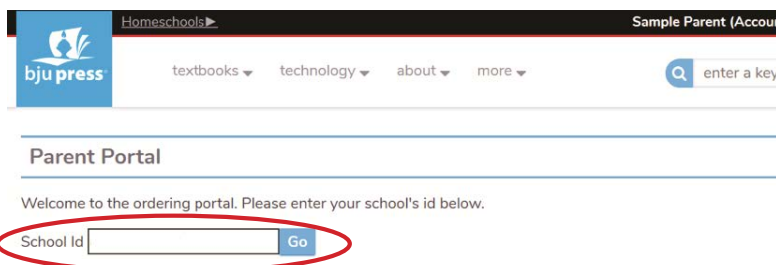 Homeschools▶ Sample Parent (Accou
bju press
textbooks technology about more enter a key
Parent Portal
Welcome to the ordering portal. Please enter your school's id below.
School Id Go